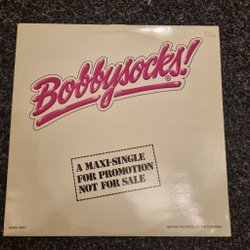 Bobbysocks!
A MAXI-SINGLE
FOR PROMOTION
NOT FOR SALE